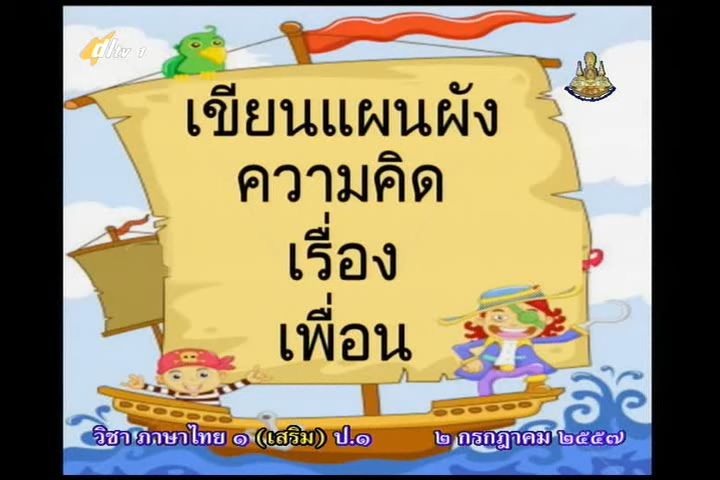 dltv 1
เขียนแผนผัง
ความคิด
เรื่อง
เพื่อน
วิชา ภาษาไทย ๑ (เสริม) ป.๑ ๒ กรกฎาคม ๒๕๕๗